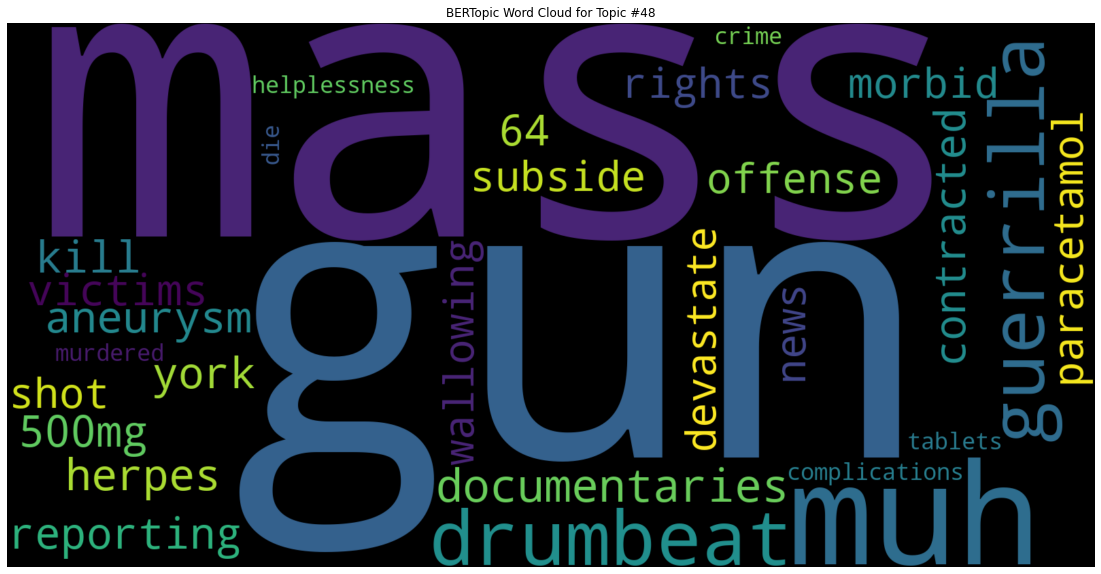 BERTopic Word Cloud for Topic #48
mass
crime
helplessness
rights
morbid
die
64
subside
offense
contracted
guerrilla
paracetamol
kill
victims
aneurysm
murdered
york
shot
500mg
herpes
reporting
gun
wallowing
devastate
news
tablets
complications
documentaries
drumbeat
muh